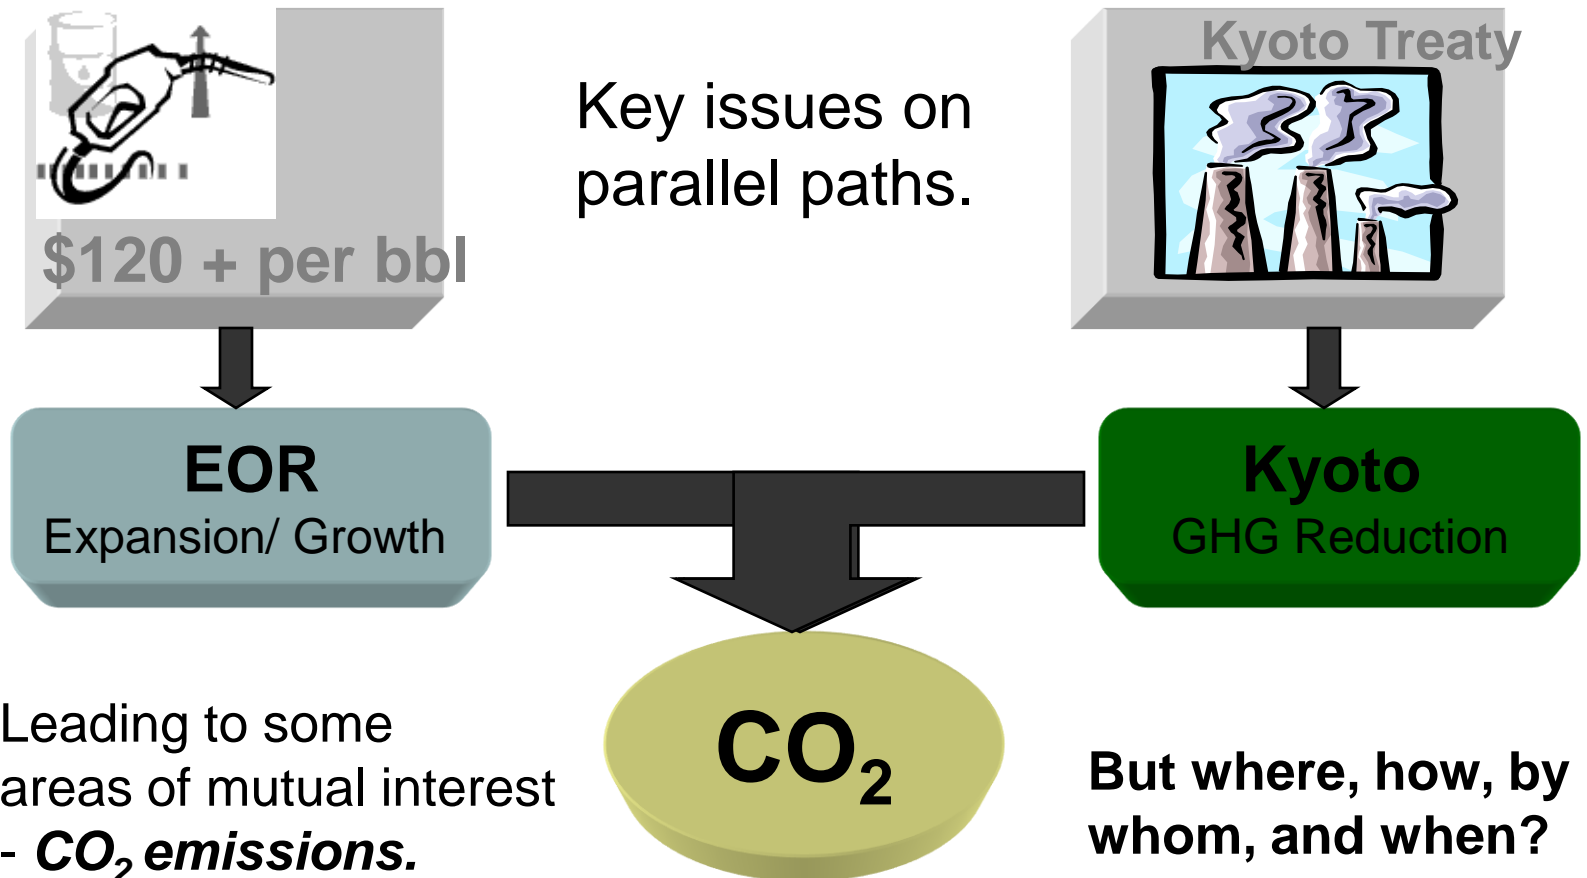 Kyoto Treaty
Key issues on
parallel paths.
$120 + per bbl
EOR
Expansion/ Growth
Kyoto
GHG Reduction
CO₂
Leading to some
areas of mutual interest
- CO₂ emissions.
But where, how, by
whom, and when?